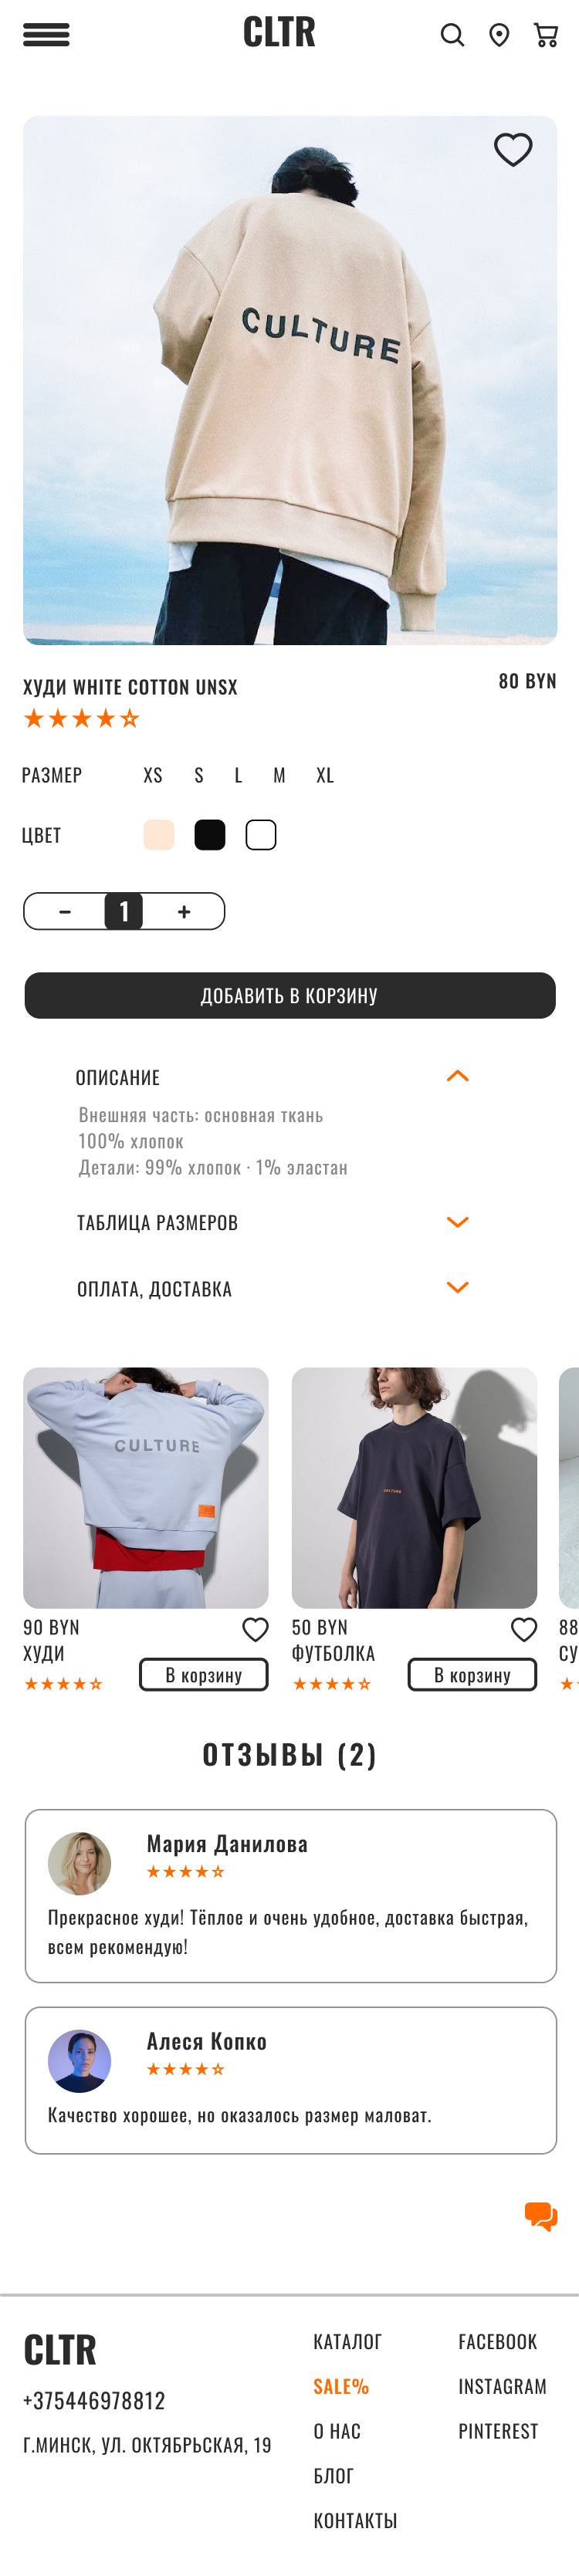 CLTR
CULTURE
ХУДИ WHITE COTTON UNSX
80 BYN
РАЗМЕР XS S L M XL
ЦВЕТ
− 1 +
ДОБАВИТЬ В КОРЗИНУ
ОПИСАНИЕ
Внешняя часть: основная ткань
100% хлопок
Детали: 99% хлопок · 1% эластан
ТАБЛИЦА РАЗМЕРОВ
ОПЛАТА, ДОСТАВКА
CULTURE
CULTURE
90 BYN
ХУДИ
В корзину
50 BYN
ФУТБОЛКА
В корзину
88
СУ
ОТЗЫВЫ (2)
Мария Данилова
Прекрасное худи! Тёплое и очень удобное, доставка быстрая,
всем рекомендую!
Алеся Копко
Качество хорошее, но оказалось размер маловат.
CLTR
+375446978812
Г.МИНСК, УЛ. ОКТЯБРЬСКАЯ, 19
КАТАЛОГ
SALE%
О НАС
БЛОГ
КОНТАКТЫ
FACEBOOK
INSTAGRAM
PINTEREST